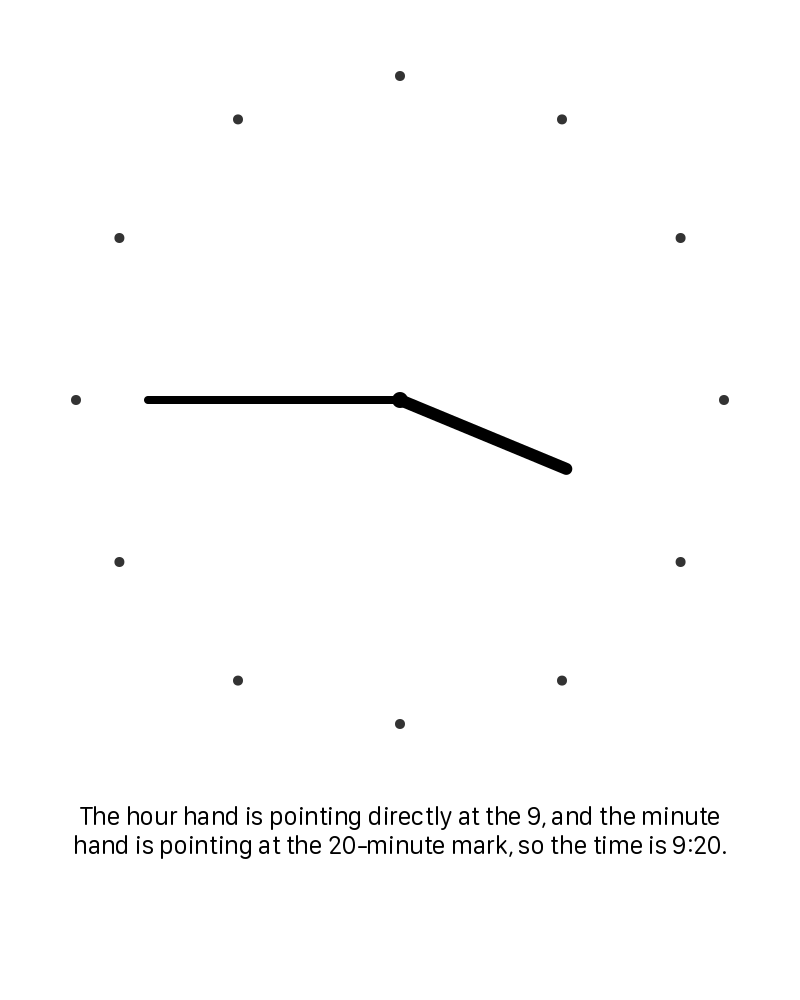 The hour hand is pointing directly at the 9, and the minute
hand is pointing at the 20-minute mark, so the time is 9:20.